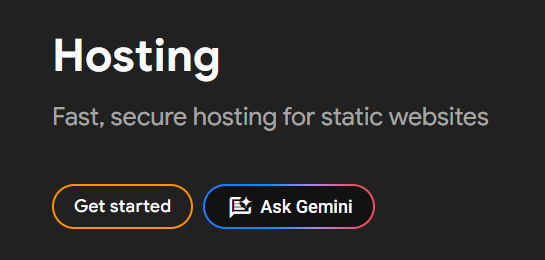 Hosting
Fast, secure hosting for static websites
Get started
Ask Gemini